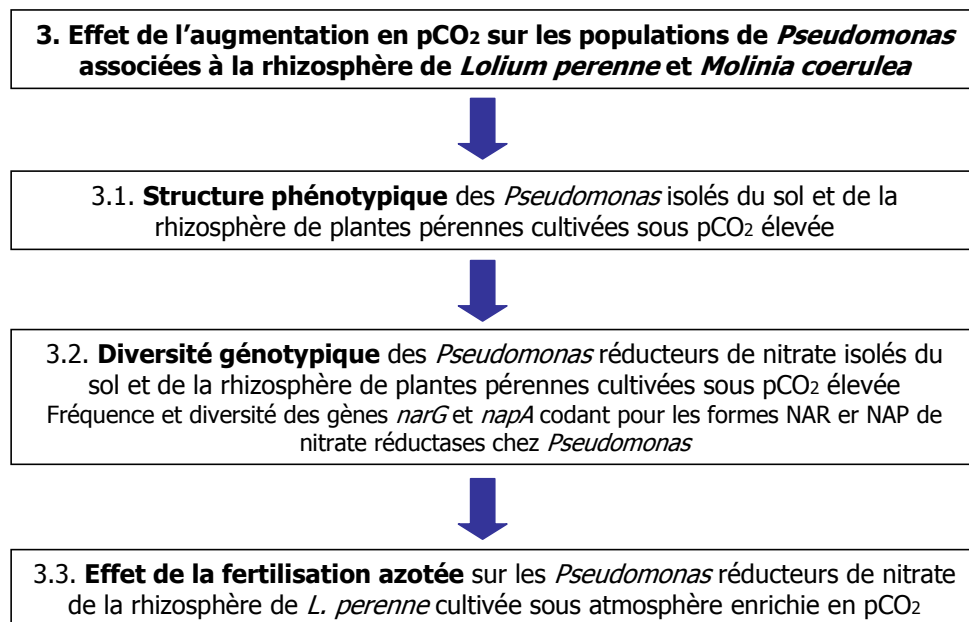 3. Effet de l’augmentation en pCO₂ sur les populations de Pseudomonas
associées à la rhizosphère de Lolium perenne et Molinia coerulea
3.1. Structure phénotypique des Pseudomonas isolés du sol et de la
rhizosphère de plantes pérennes cultivées sous pCO₂ élevée
3.2. Diversité génotypique des Pseudomonas réducteurs de nitrate isolés du
sol et de la rhizosphère de plantes pérennes cultivées sous pCO₂ élevée
Fréquence et diversité des gènes narG et napA codant pour les formes NAR er NAP de
nitrate réductases chez Pseudomonas
3.3. Effet de la fertilisation azotée sur les Pseudomonas réducteurs de nitrate
de la rhizosphère de L. perenne cultivée sous atmosphère enrichie en pCO₂